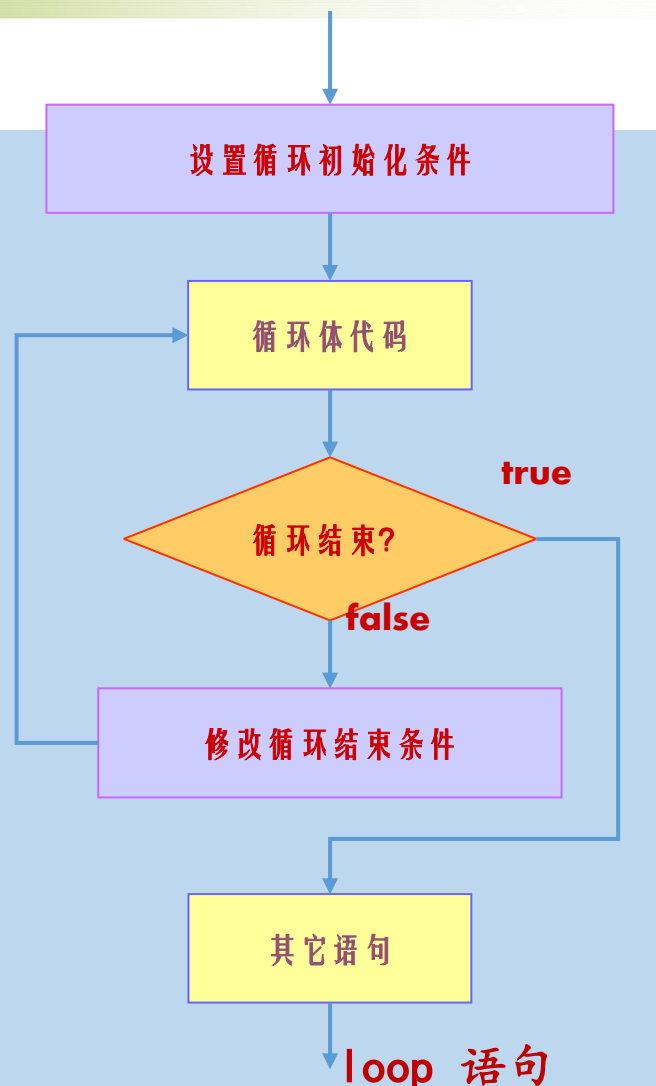 设置循环初始化条件
循环体代码
true
循环结束?
false
修改循环结束条件
其它语句
loop 语句